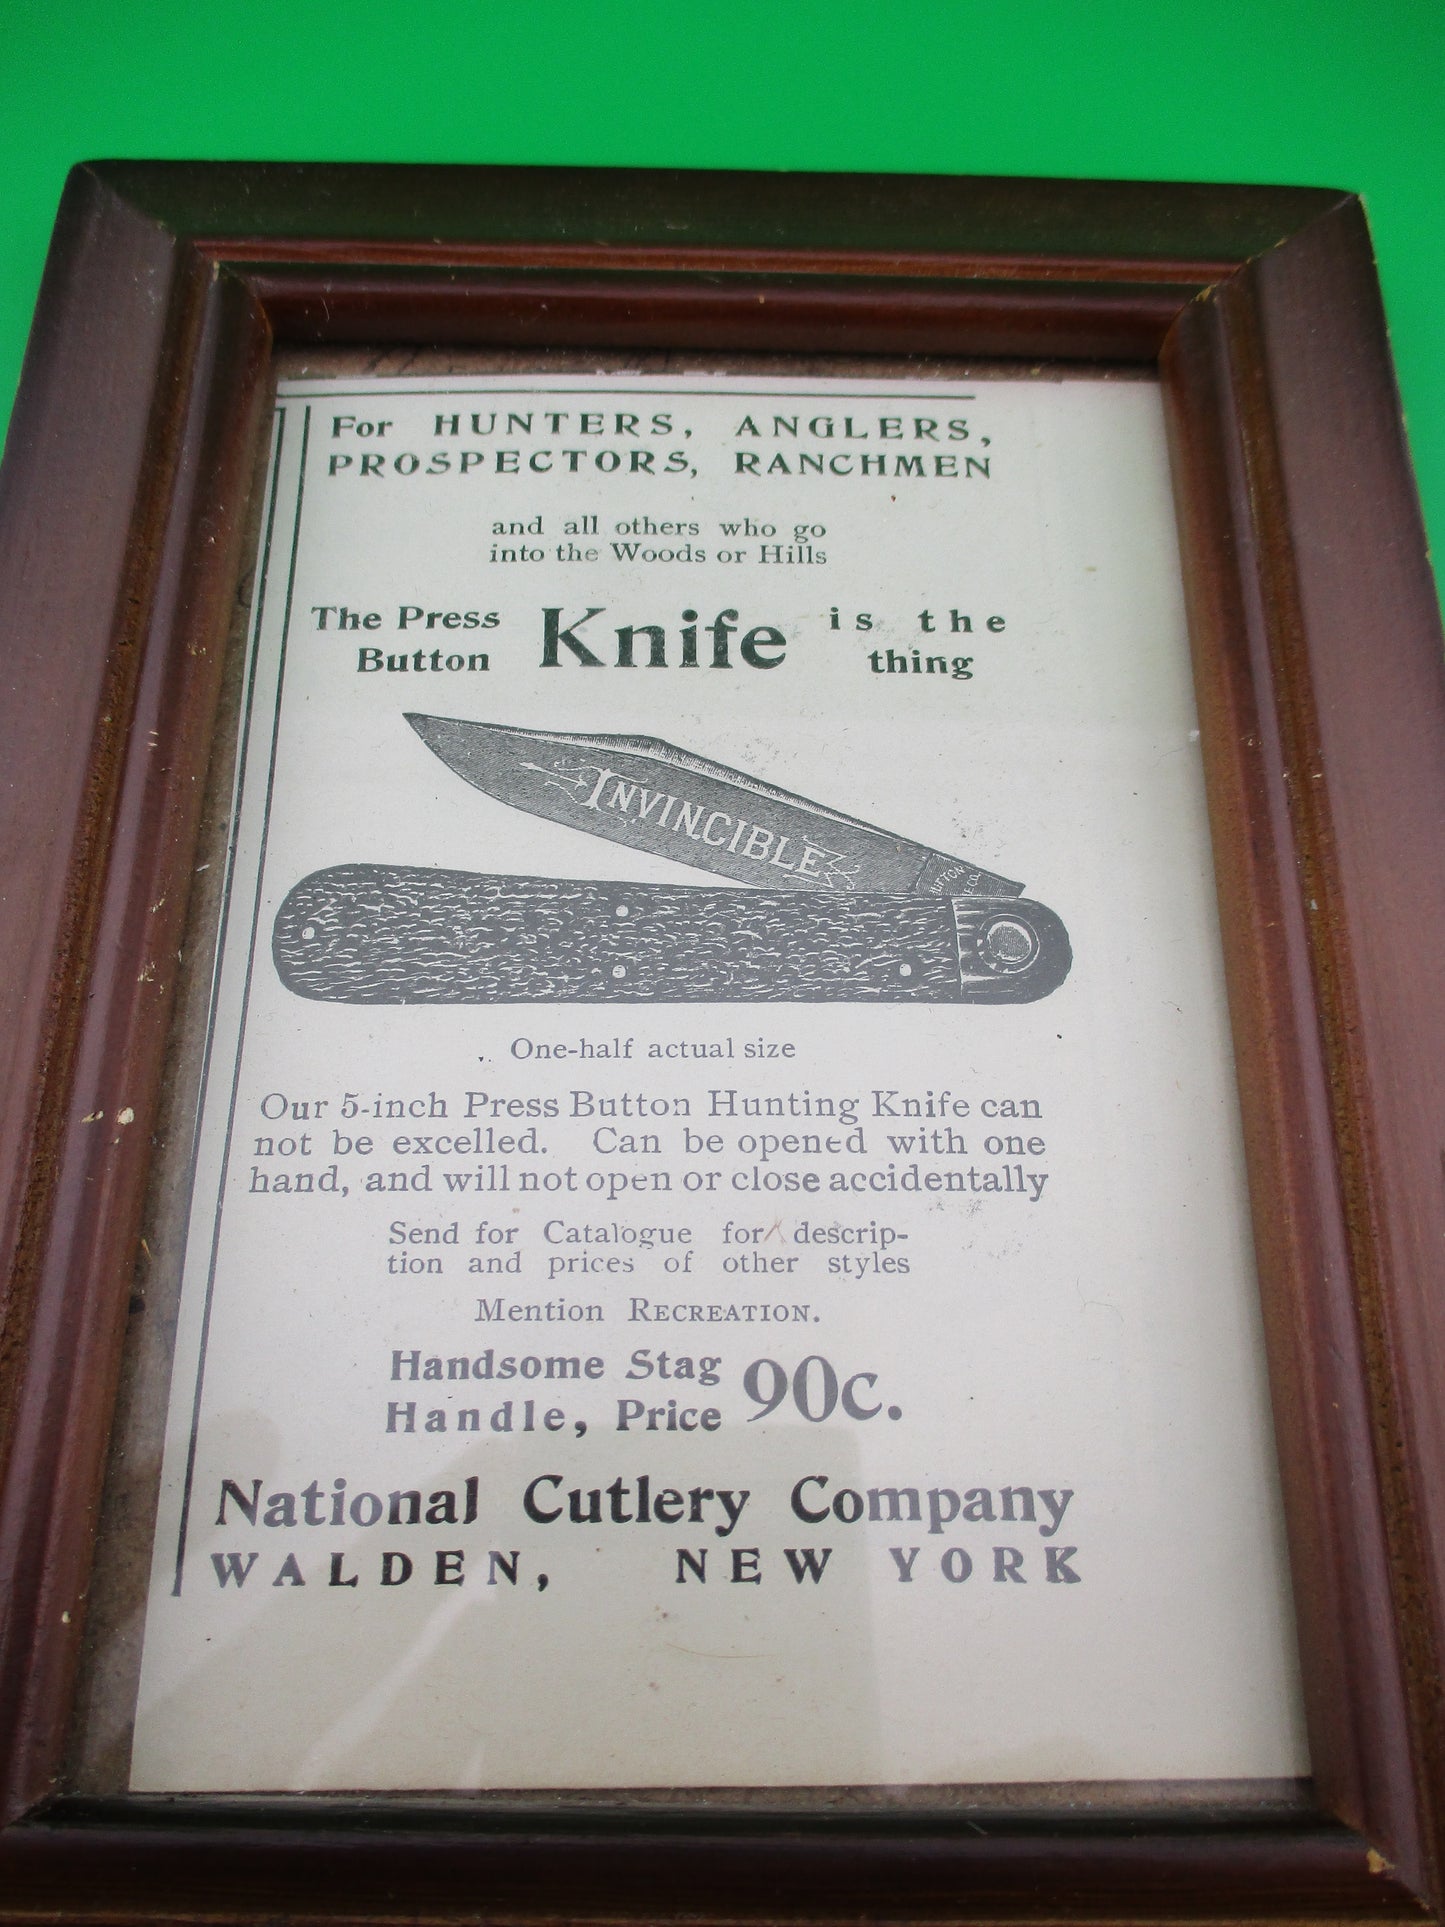 For HUNTERS, ANGLERS,
PROSPECTORS, RANCHMEN
and all others who go
into the Woods or Hills
The Press Button Knife is the thing
INVINCIBLE
UTTON
E CO.
One-half actual size
Our 5-inch Press Button Hunting Knife can
not be excelled. Can be opened with one
hand, and will not open or close accidentally
Send for Catalogue for descrip-
tion and prices of other styles
Mention RECREATION.
Handsome Stag
Handle, Price 90c.
National Cutlery Company
WALDEN, NEW YORK